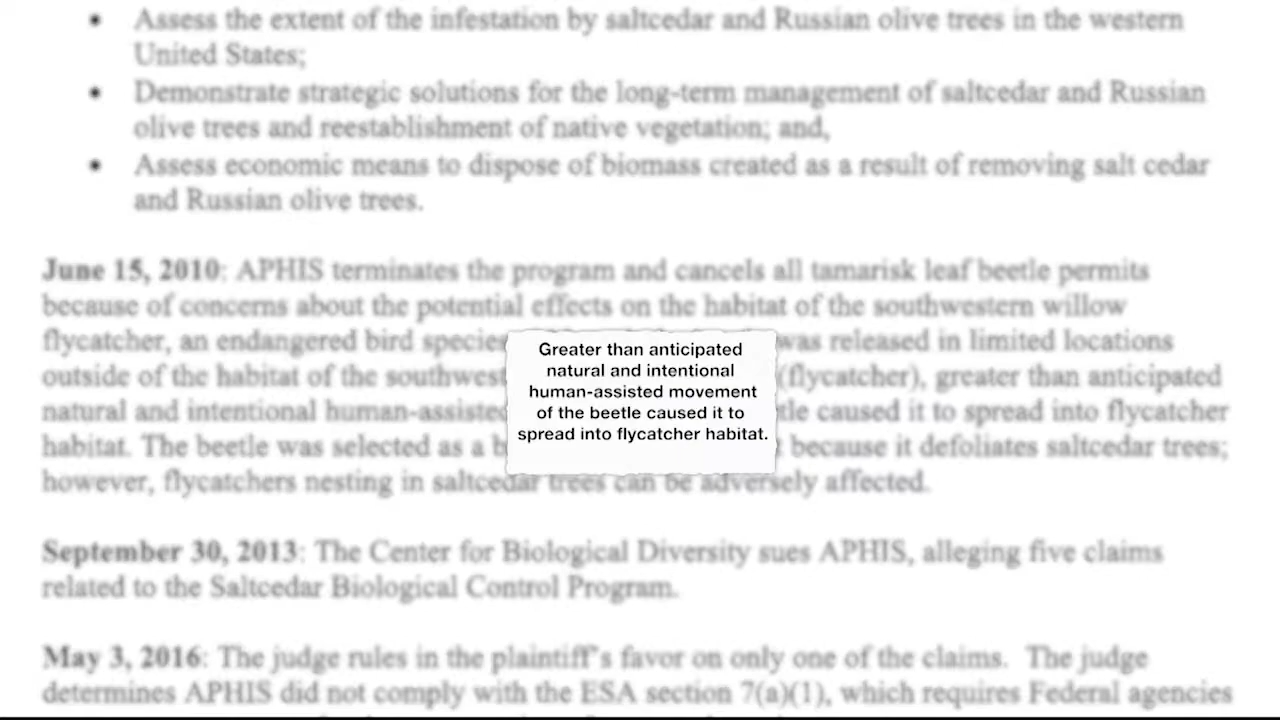 • Assess the extent of the infestation by saltcedar and Russian olive trees in the western
United States;
• Demonstrate strategic solutions for the long-term management of saltcedar and Russian
olive trees and reestablishment of native vegetation; and,
• Assess economic means to dispose of biomass created as a result of removing salt cedar
and Russian olive trees.
June 15, 2010: APHIS terminates the program and cancels all tamarisk leaf beetle permits
because of concerns about the potential effects on the habitat of the southwestern willow
flycatcher, an endangered bird species was released in limited locations
outside of the habitat of the (flycatcher), greater than anticipated
natural and intentional human-assisted caused it to spread into flycatcher
habitat. The beetle was selected as a because it defoliates saltcedar trees;
however, flycatchers nesting in saltcedar trees can be adversely affected.
Greater than anticipated
natural and intentional
human-assisted movement
of the beetle caused it to
spread into flycatcher habitat.
September 30, 2013: The Center for Biological Diversity sues APHIS, alleging five claims
related to the Saltcedar Biological Control Program.
May 3, 2016: The judge rules in the plaintiff's favor on only one of the claims. The judge
determines APHIS did not comply with the ESA section 7(a)(1), which requires Federal agencies